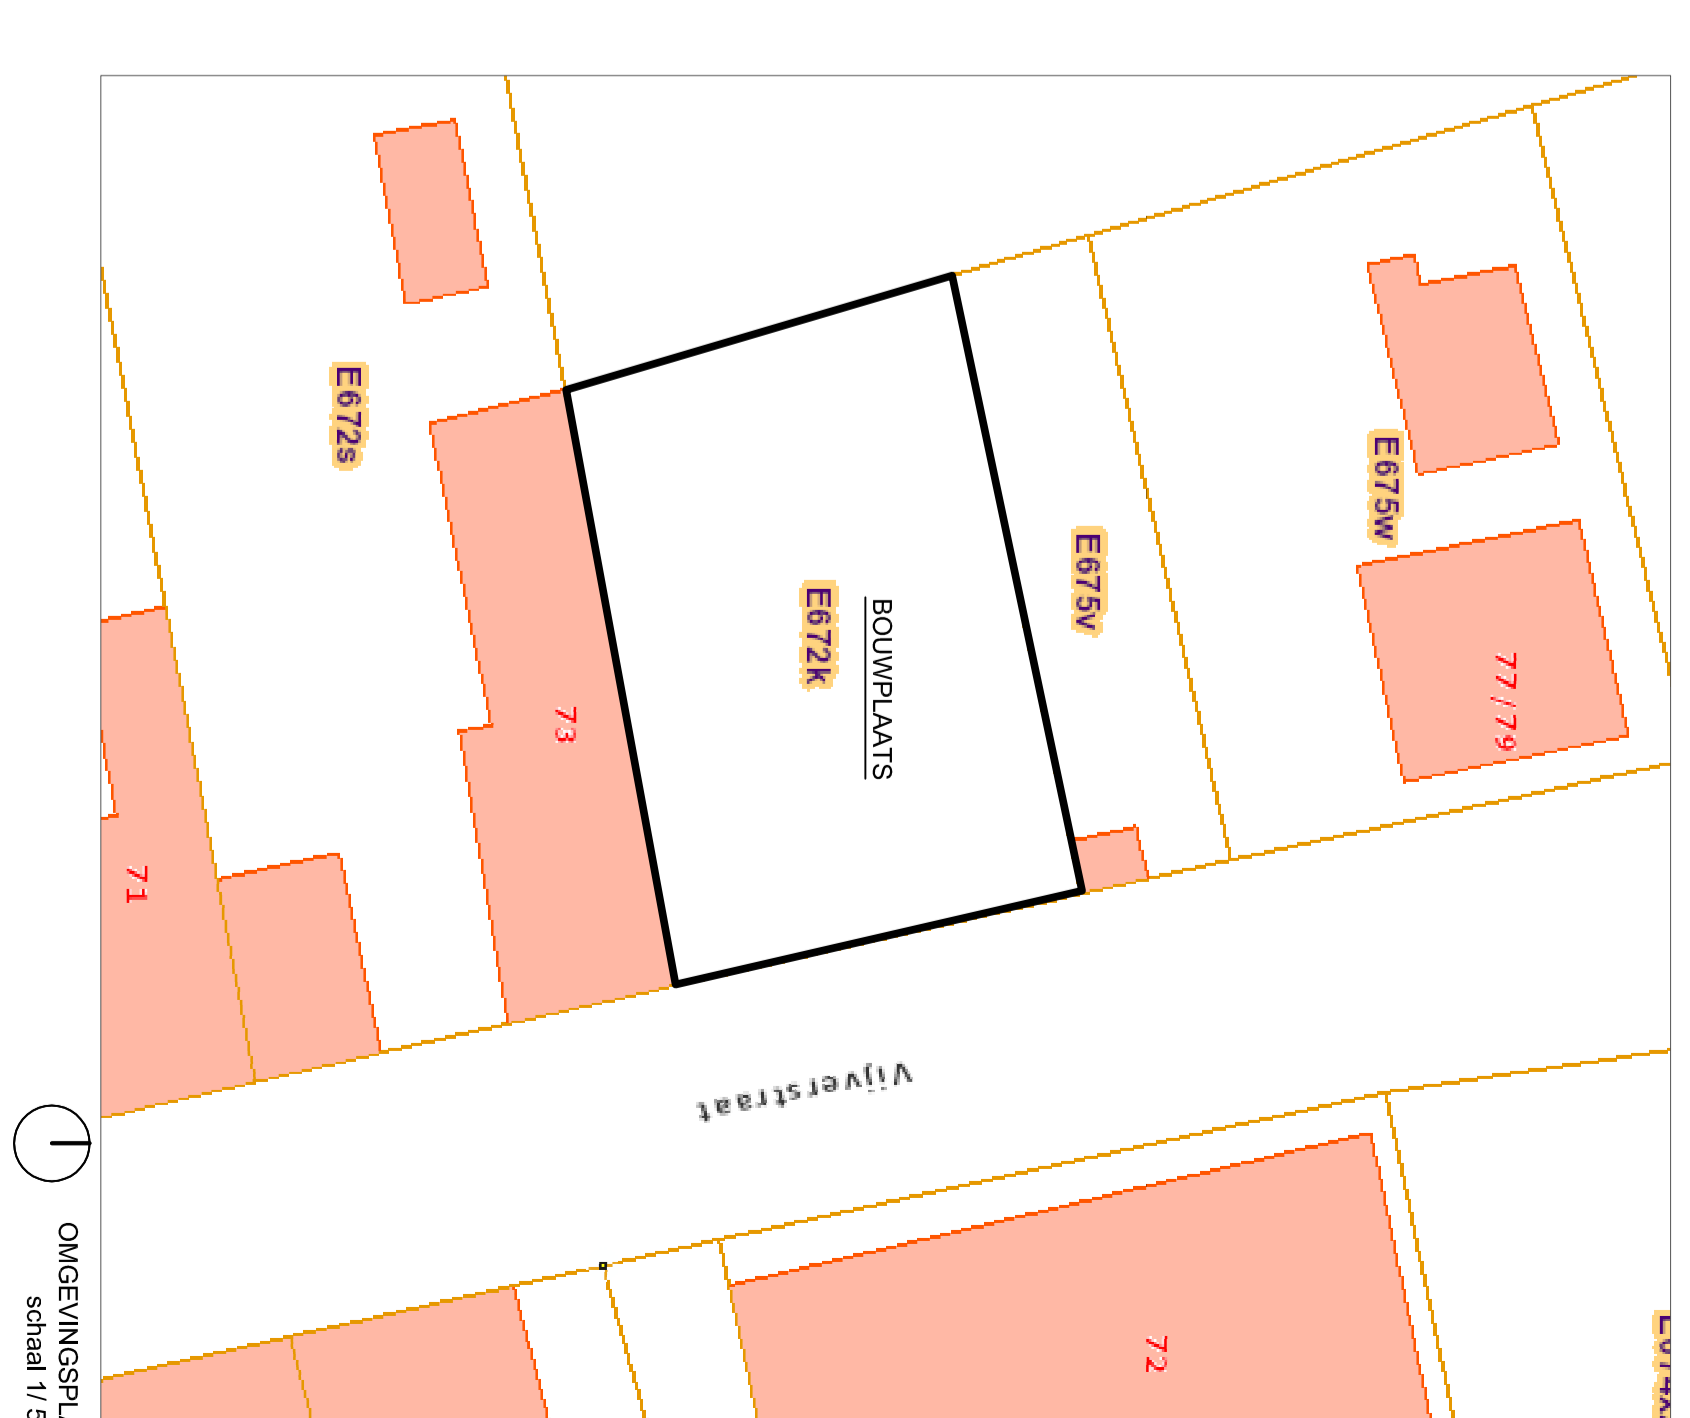 E672s
E675w
E675v
BOUWPLAATS
E672k
77/79
73
71
Vijverstraat
72
OMGEVINGSPL
schaal 1/ 5